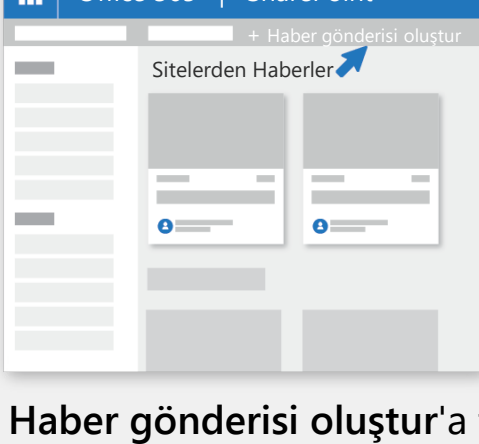 Office 365 | SharePoint
+ Haber gönderisi oluştur
Sitelerden Haberler
Haber gönderisi oluştur'a